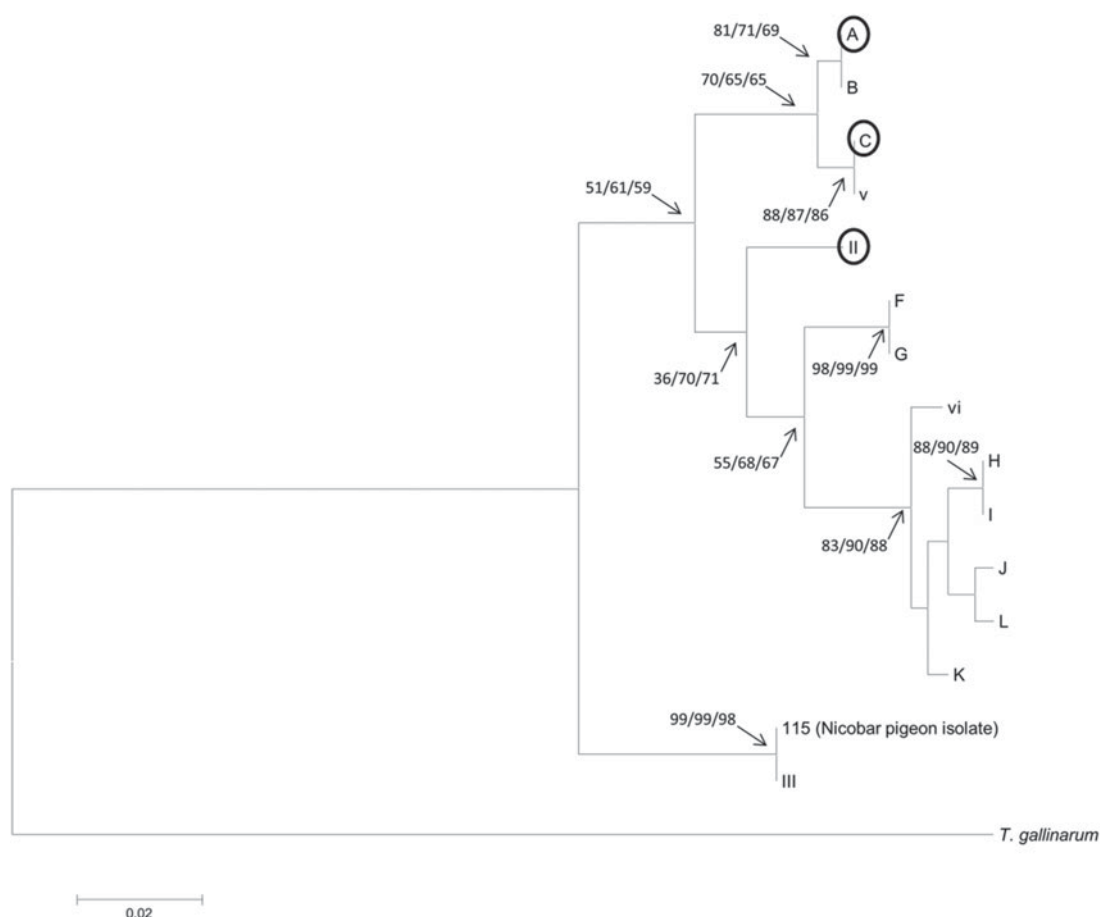 A
81/71/69
70/65/65
B
C
51/61/59
v
88/87/86
II
F
G
98/99/99
36/70/71
vi
88/90/89
H
55/68/67
I
83/90/88
J
L
K
99/99/98
115 (Nicobar pigeon isolate)
III
T. gallinarum
0.02